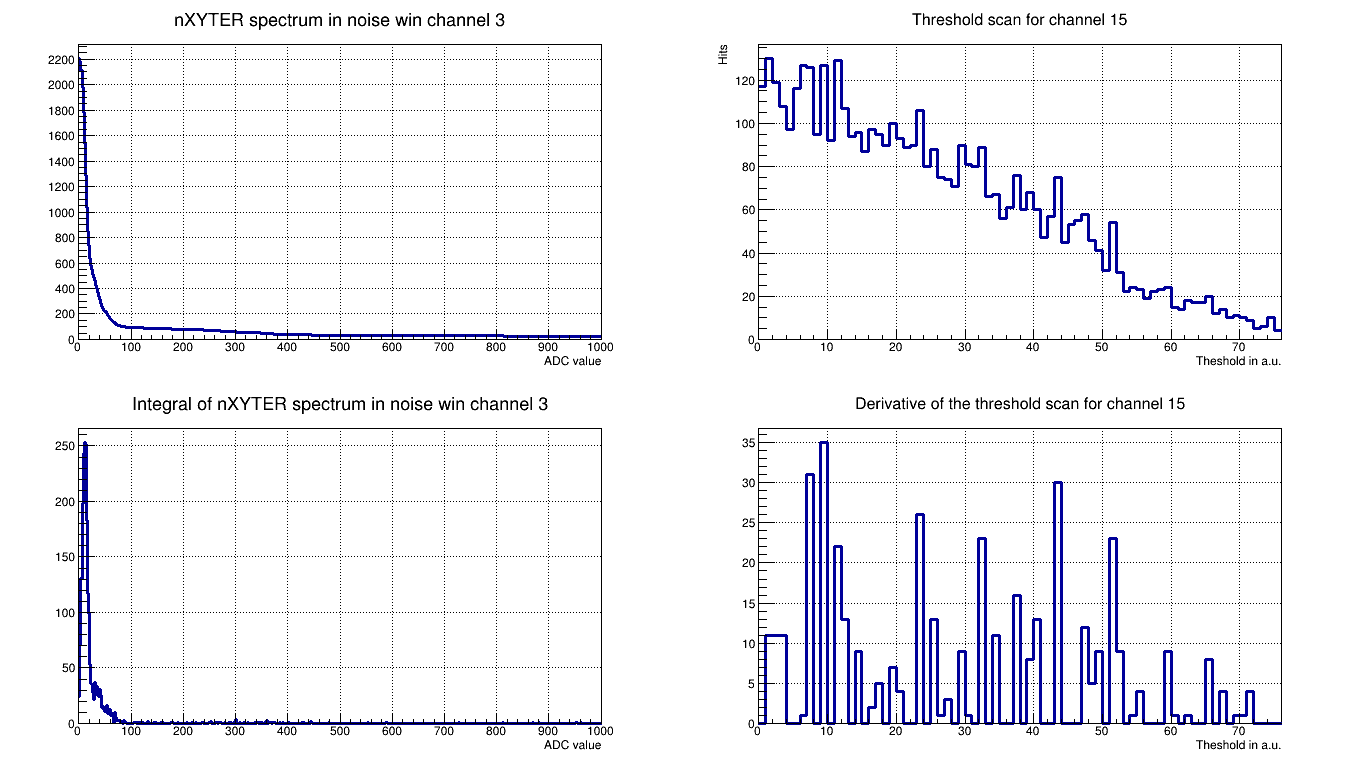 nXYTER spectrum in noise win channel 3
2200
2000
1800
1600
1400
1200
1000
800
600
400
200
0
0 100 200 300 400 500 600 700 800 900 1000
ADC value
Threshold scan for channel 15
Hits
120
100
80
60
40
20
0
0 10 20 30 40 50 60 70
Theshold in a.u.
Integral of nXYTER spectrum in noise win channel 3
250
200
150
100
50
0
0 100 200 300 400 500 600 700 800 900 1000
ADC value
Derivative of the threshold scan for channel 15
35
30
25
20
15
10
5
0
0 10 20 30 40 50 60 70
Theshold in a.u.